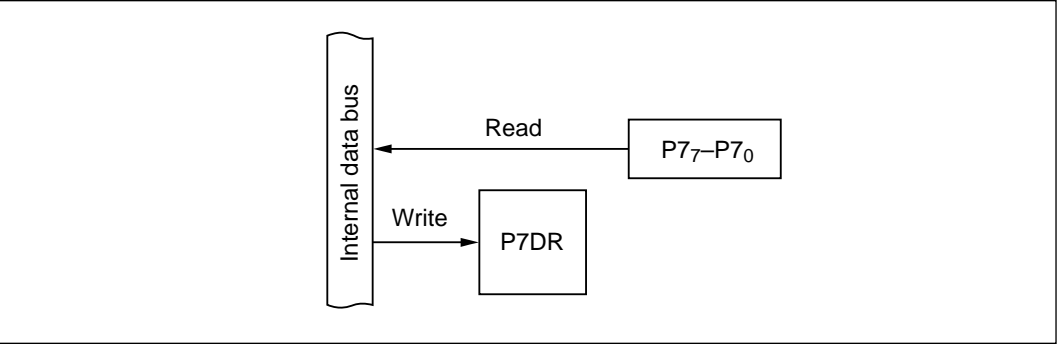 Internal data bus
Read
P7₇–P7₀
Write
P7DR